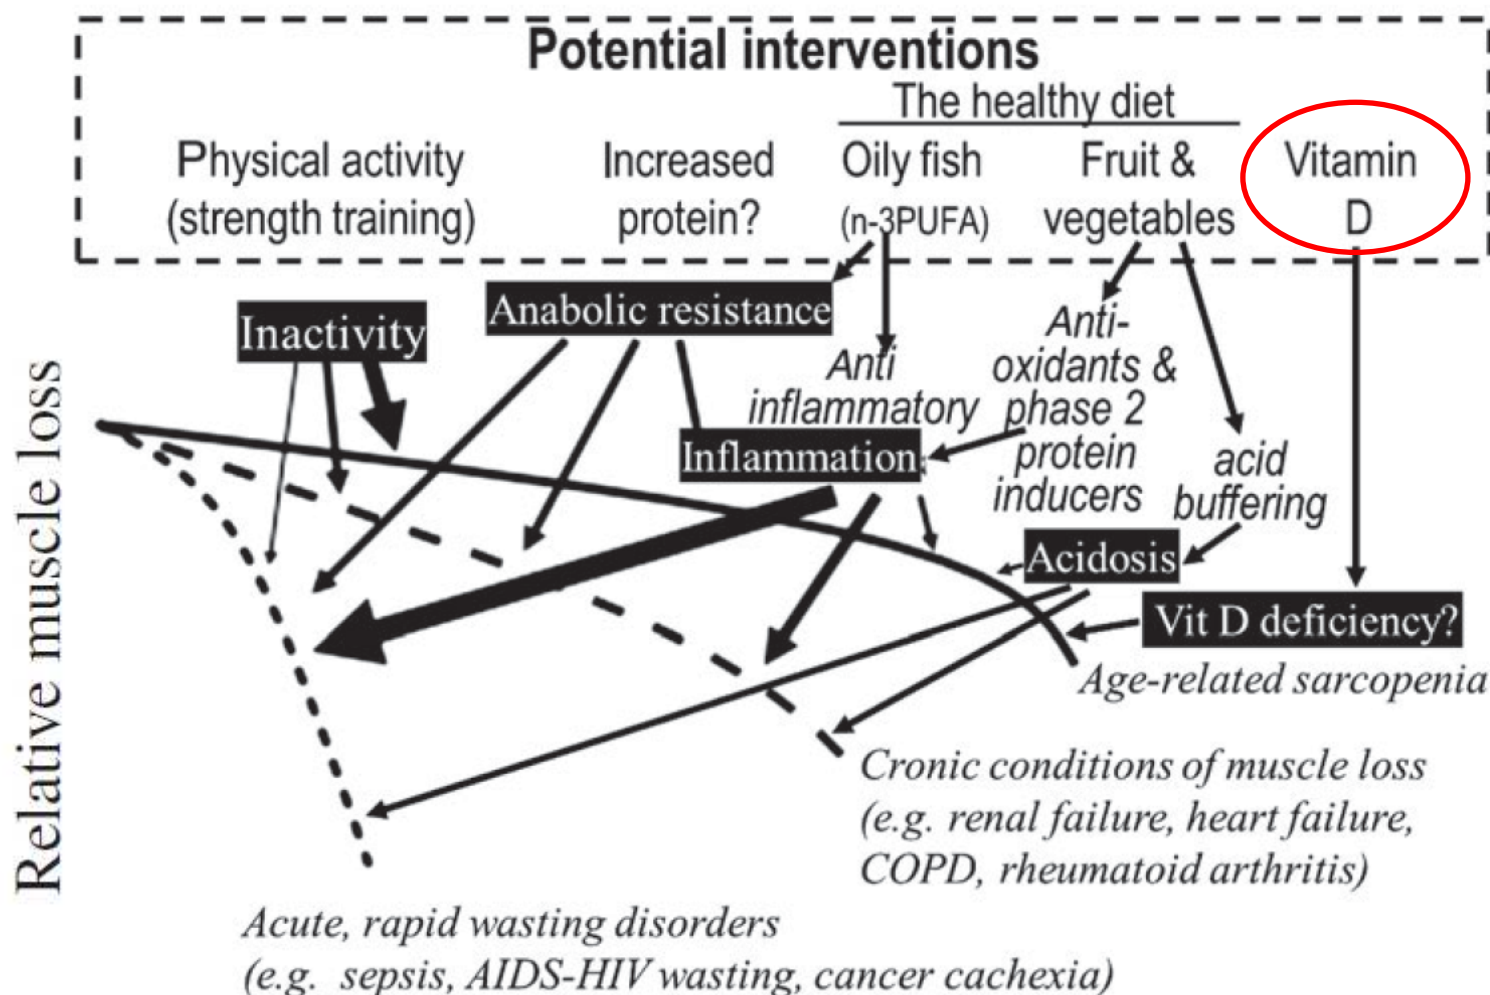 Potential interventions
The healthy diet
Physical activity
(strength training)
Increased
protein?
Oily fish
(n-3PUFA)
Fruit &
vegetables
Vitamin
D
Inactivity
Anabolic resistance
Anti
inflammatory
Anti-
oxidants &
phase 2
protein
inducers
acid
buffering
Inflammation
Acidosis
Vit D deficiency?
Relative muscle loss
Age-related sarcopenia
Cronic conditions of muscle loss
(e.g. renal failure, heart failure,
COPD, rheumatoid arthritis)
Acute, rapid wasting disorders
(e.g. sepsis, AIDS-HIV wasting, cancer cachexia)